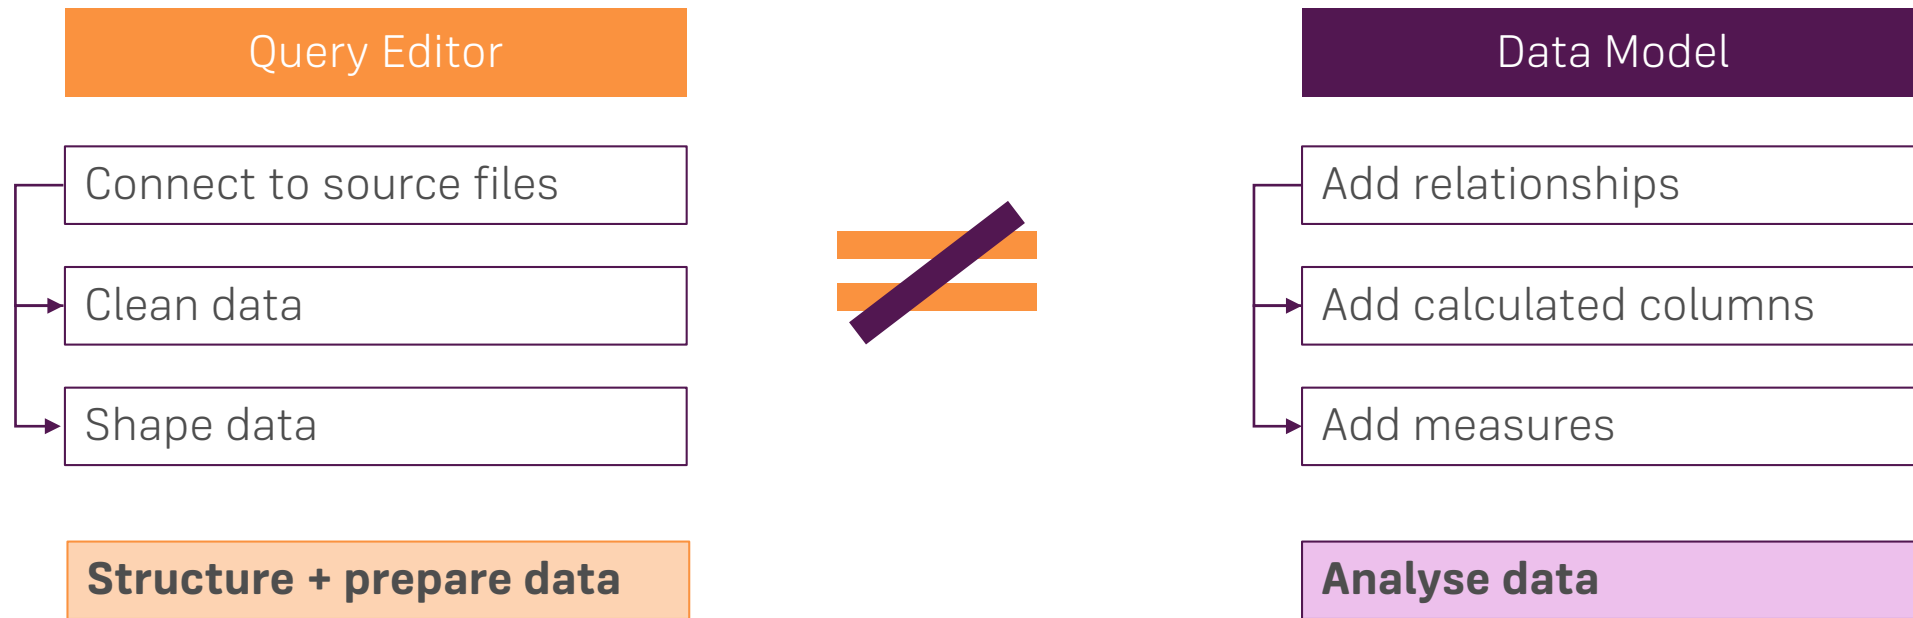 Query Editor
Connect to source files
Clean data
Shape data
Structure + prepare data
Data Model
Add relationships
Add calculated columns
Add measures
Analyse data